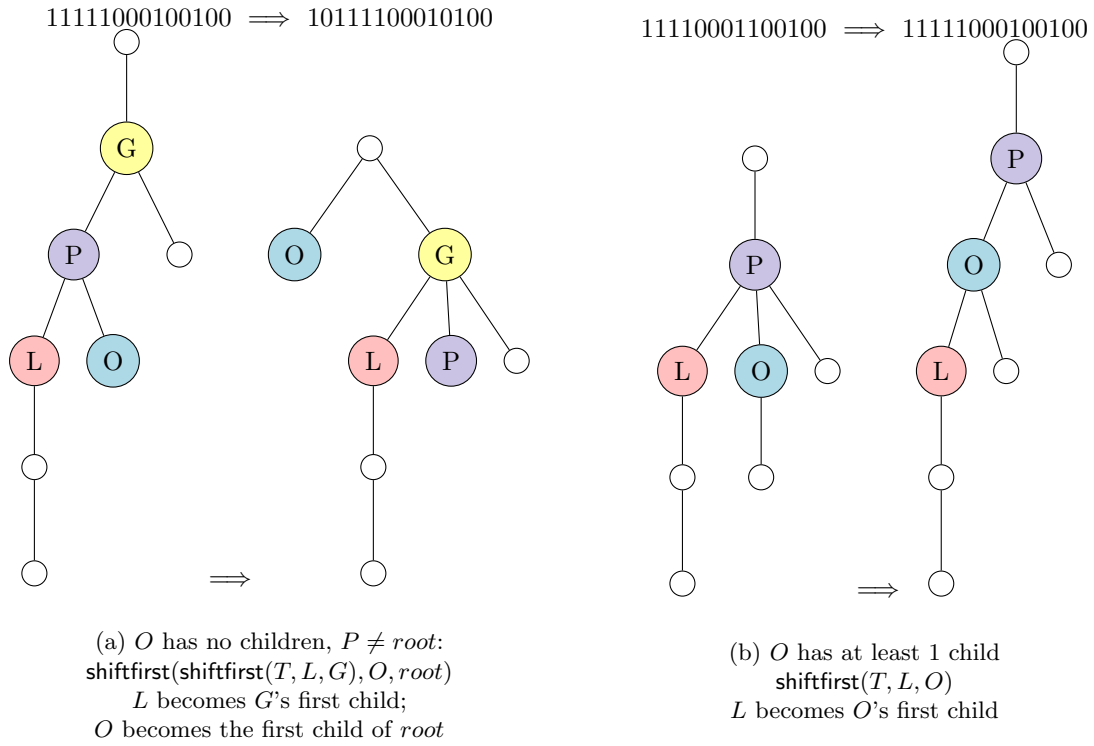 11111000100100 ⟹ 10111100010100
G
P
L
O
O
G
L
P
⟹
(a) O has no children, P ≠ root:
shiftfirst(shiftfirst(T, L, G), O, root)
L becomes G's first child;
O becomes the first child of root
11110001100100 ⟹ 11111000100100
P
L
O
P
O
L
⟹
(b) O has at least 1 child
shiftfirst(T, L, O)
L becomes O's first child